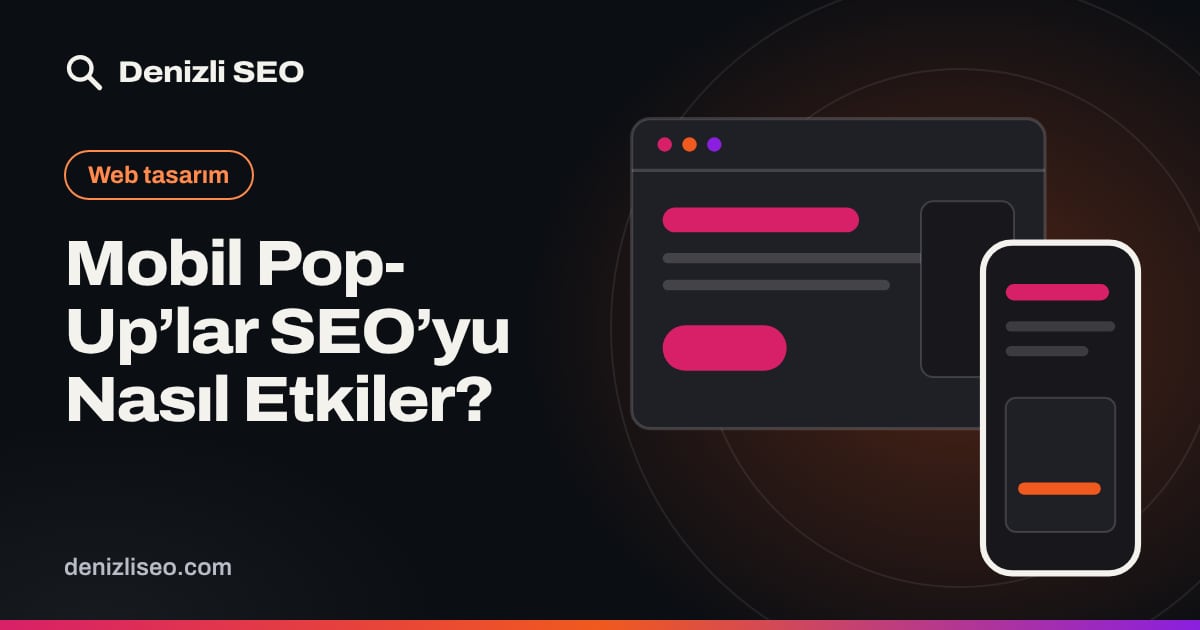 Denizli SEO
Web tasarım
Mobil Pop-
Up’lar SEO’yu
Nasıl Etkiler?
denizliseo.com